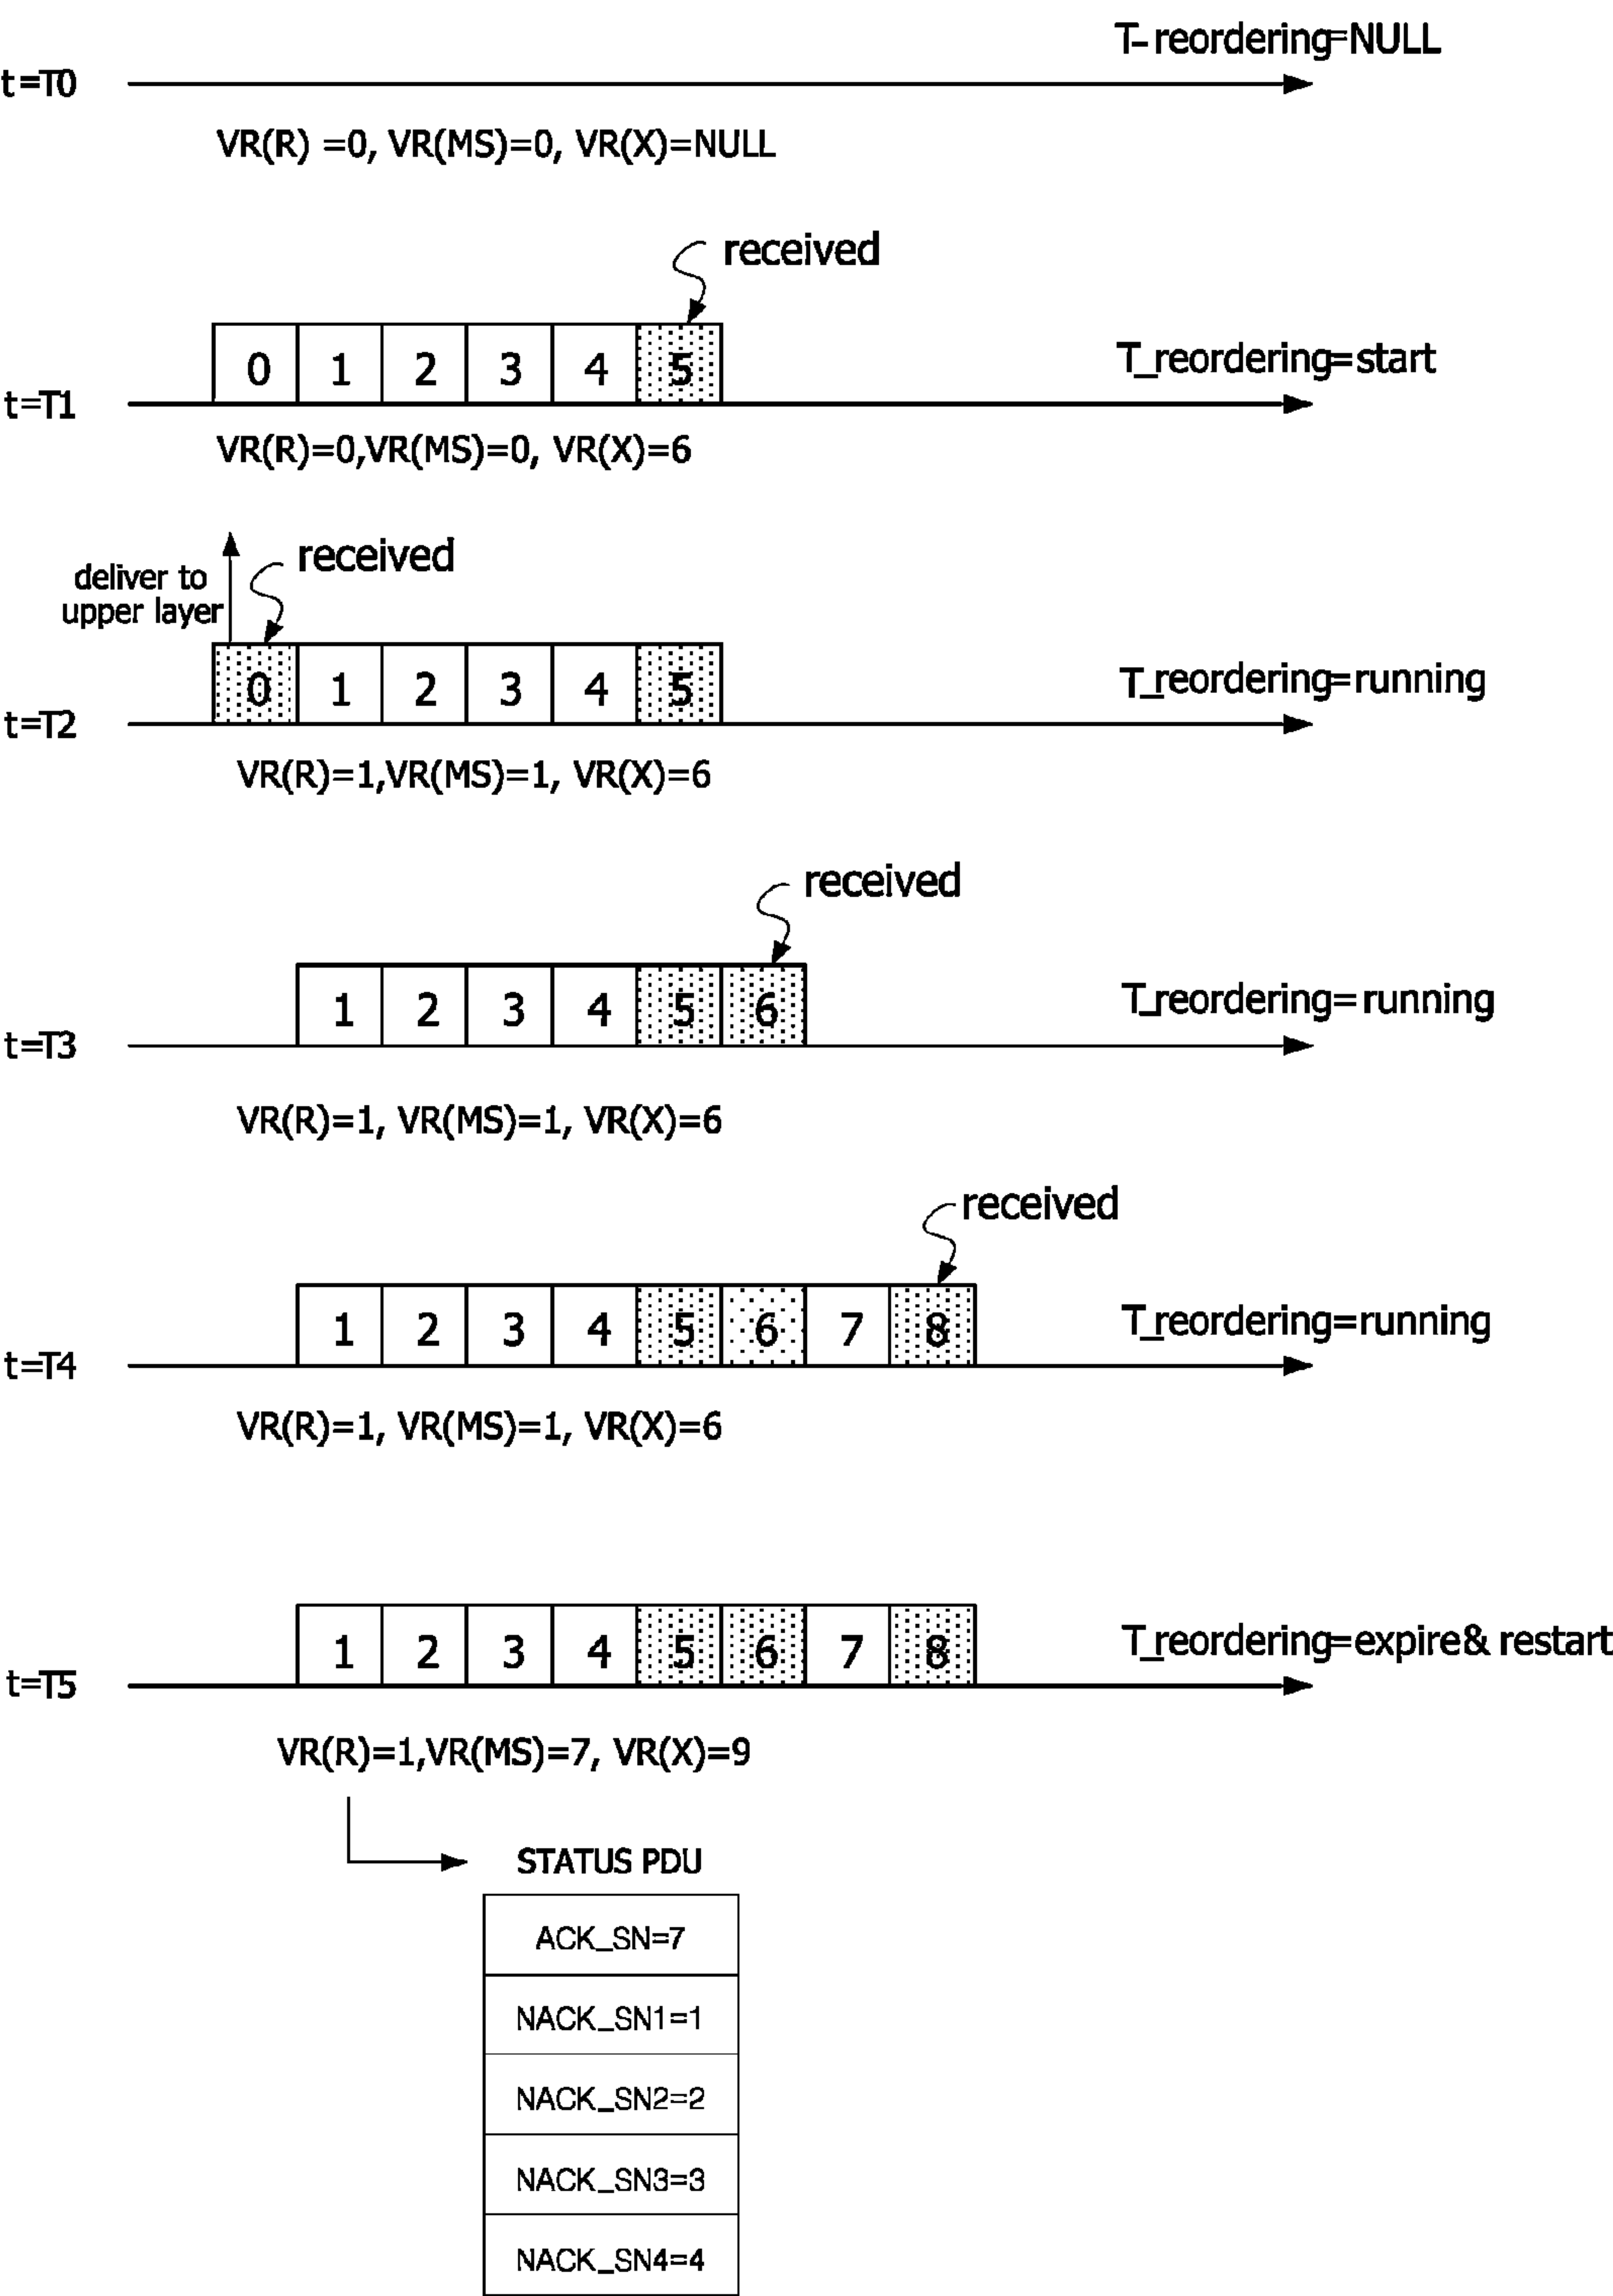 T-reordering=NULL
t=T0
VR(R) =0, VR(MS)=0, VR(X)=NULL
received
0 1 2 3 4 5
T_reordering=start
t=T1
VR(R)=0,VR(MS)=0, VR(X)=6
received
deliver to
upper layer
0 1 2 3 4 5
T_reordering=running
t=T2
VR(R)=1,VR(MS)=1, VR(X)=6
received
1 2 3 4 5 6
T_reordering=running
t=T3
VR(R)=1, VR(MS)=1, VR(X)=6
received
1 2 3 4 5 6 7 8
T_reordering=running
t=T4
VR(R)=1, VR(MS)=1, VR(X)=6
1 2 3 4 5 6 7 8
T_reordering=expire& restart
t=T5
VR(R)=1,VR(MS)=7, VR(X)=9
STATUS PDU
ACK_SN=7
NACK_SN1=1
NACK_SN2=2
NACK_SN3=3
NACK_SN4=4